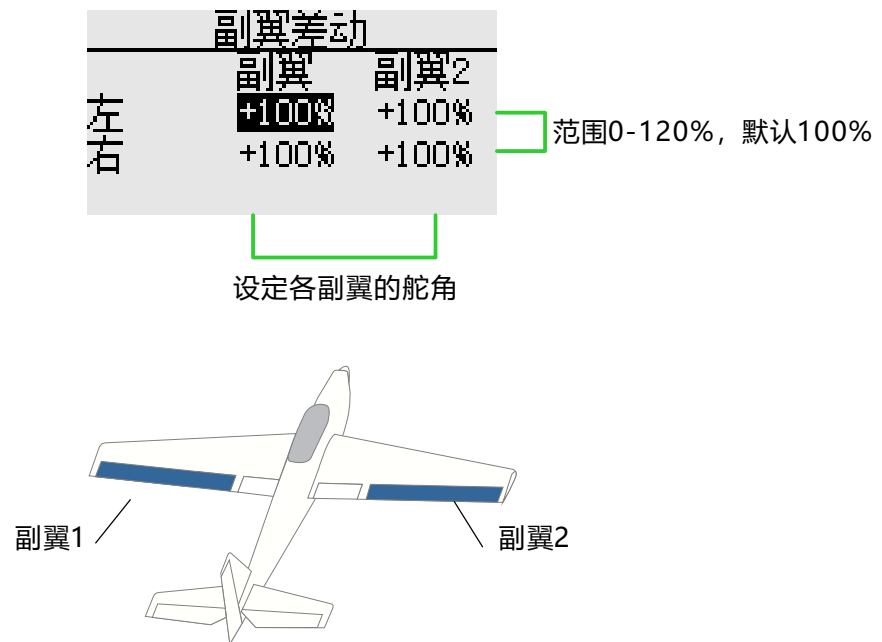 副翼差动
副翼 副翼2
左 +100% +100%
右 +100% +100%
范围0-120%，默认100%
设定各副翼的舵角
副翼1
副翼2